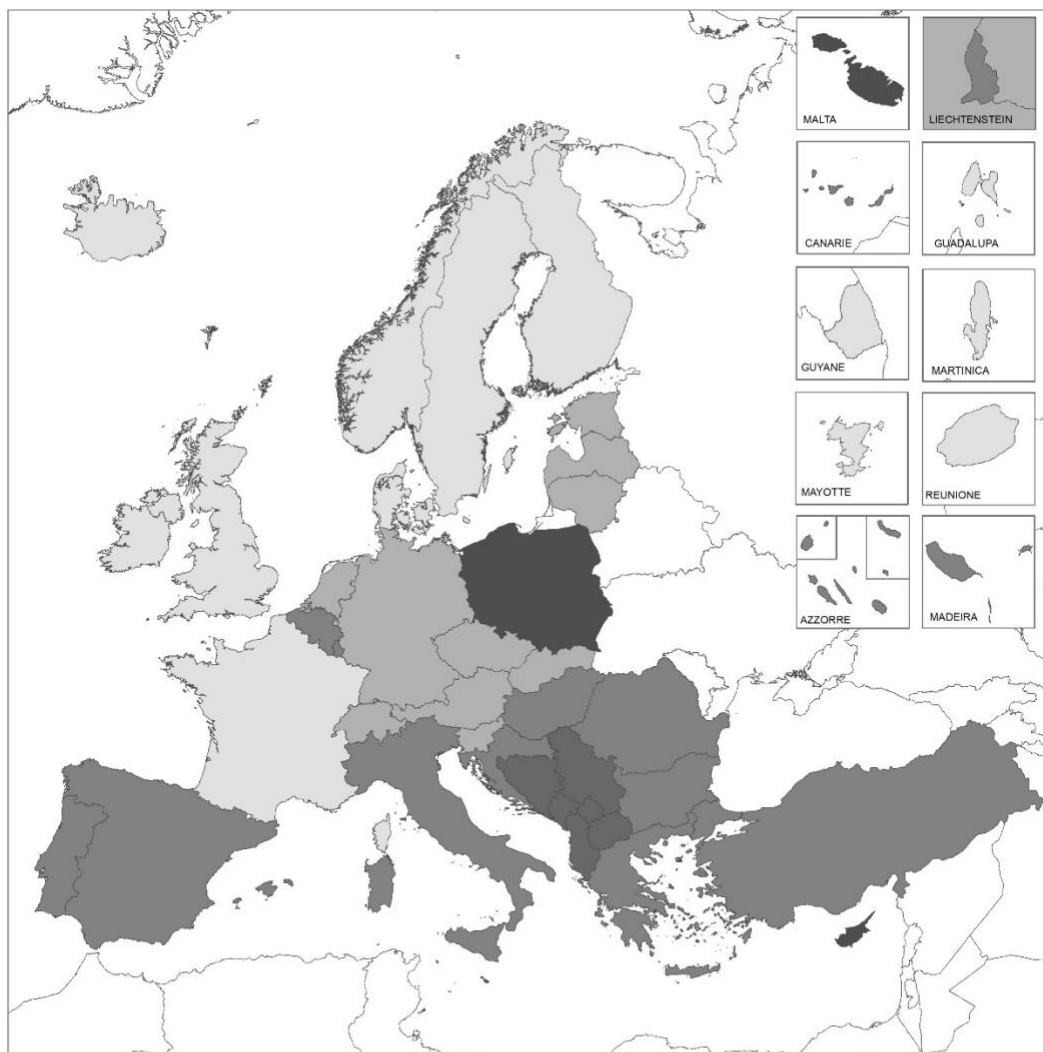 MALTA
LIECHTENSTEIN
CANARIE
GUADALUPA
GUYANE
MARTINICA
MAYOTTE
REUNIONE
AZZORRE
MADEIRA